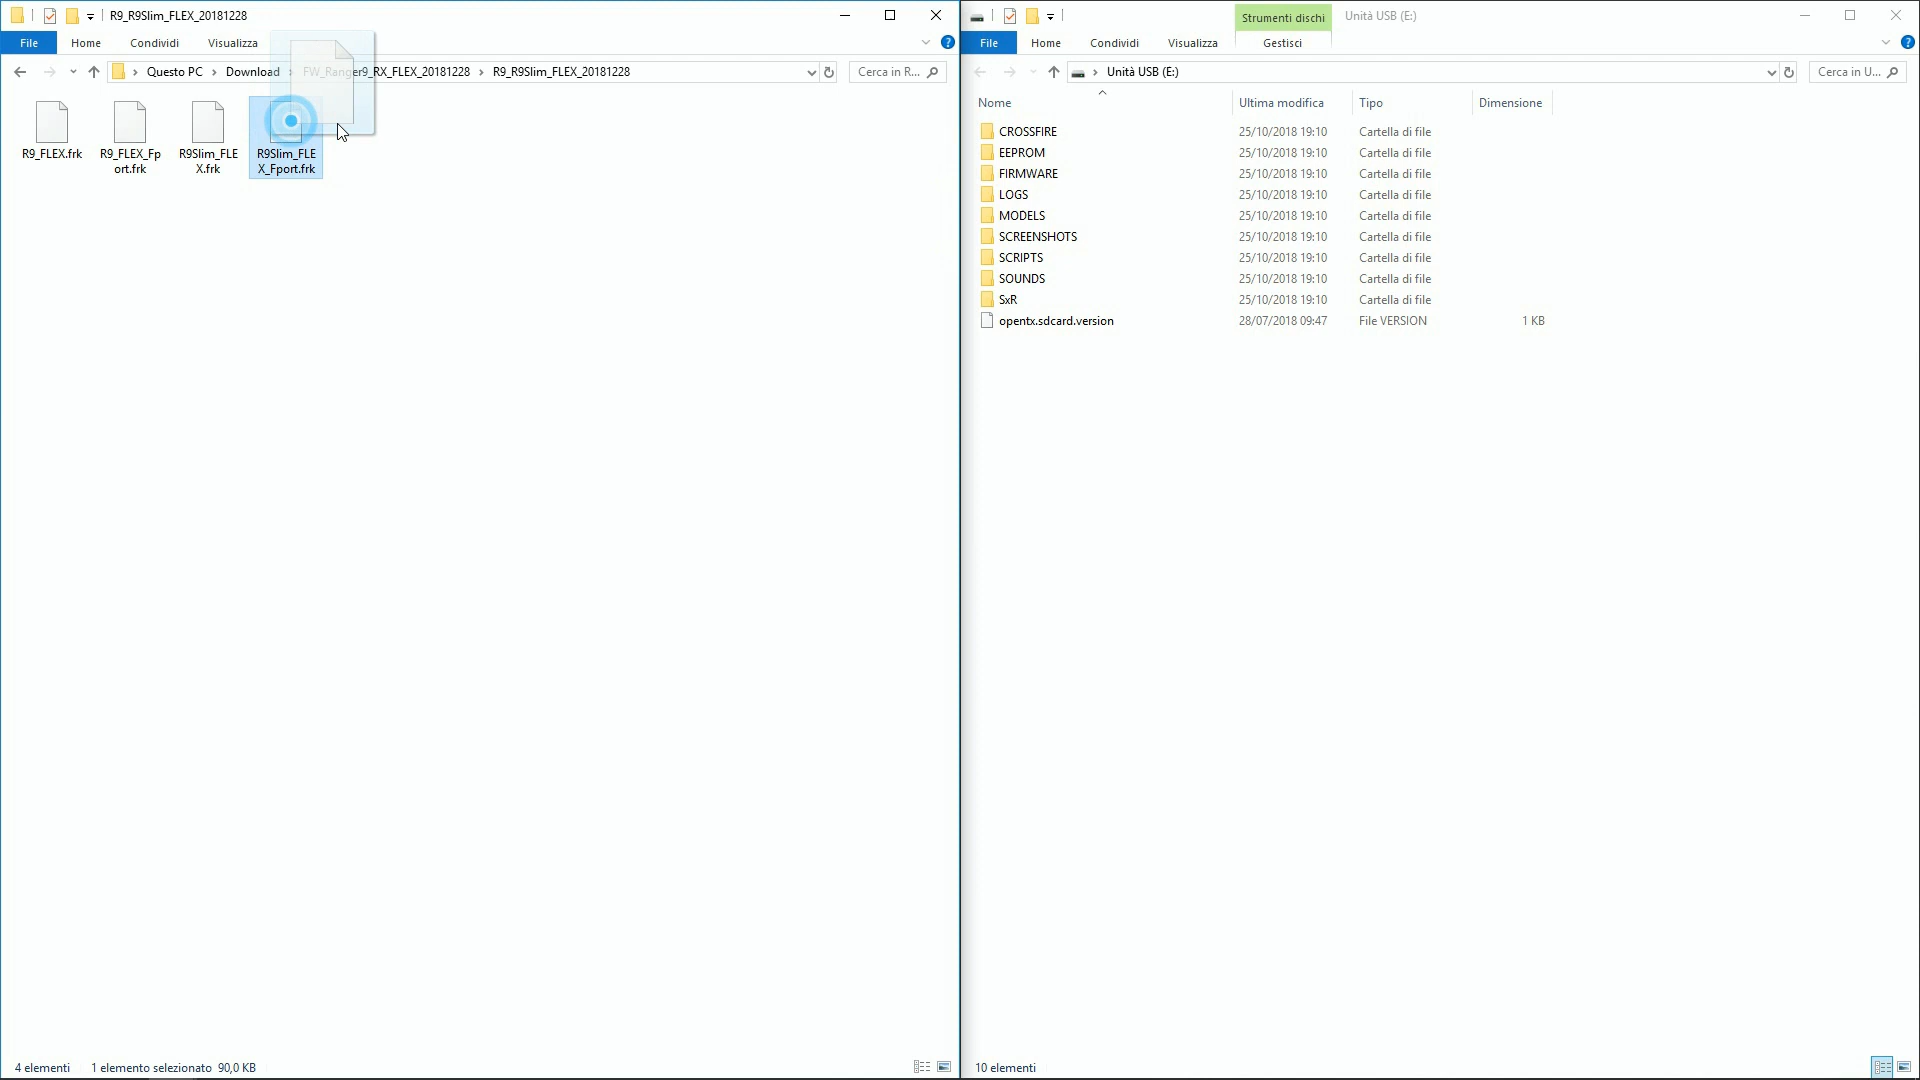 R9_R9Slim_FLEX_20181228
File Home Condividi Visualizza
Questo PC Download FW_Ranger9_RX_FLEX_20181228 R9_R9Slim_FLEX_20181228
Cerca in R...
R9_FLEX.frk
R9_FLEX_Fp
ort.frk
R9Slim_FLE
X.frk
R9Slim_FLE
X_Fport.frk
4 elementi 1 elemento selezionato 90,0 KB
Strumenti dischi Unità USB (E:)
File Home Condividi Visualizza Gestisci
Unità USB (E:)
Cerca in U...
Nome Ultima modifica Tipo Dimensione
CROSSFIRE 25/10/2018 19:10 Cartella di file
EEPROM 25/10/2018 19:10 Cartella di file
FIRMWARE 25/10/2018 19:10 Cartella di file
LOGS 25/10/2018 19:10 Cartella di file
MODELS 25/10/2018 19:10 Cartella di file
SCREENSHOTS 25/10/2018 19:10 Cartella di file
SCRIPTS 25/10/2018 19:10 Cartella di file
SOUNDS 25/10/2018 19:10 Cartella di file
SxR 25/10/2018 19:10 Cartella di file
opentx.sdcard.version 28/07/2018 09:47 File VERSION 1 KB
10 elementi